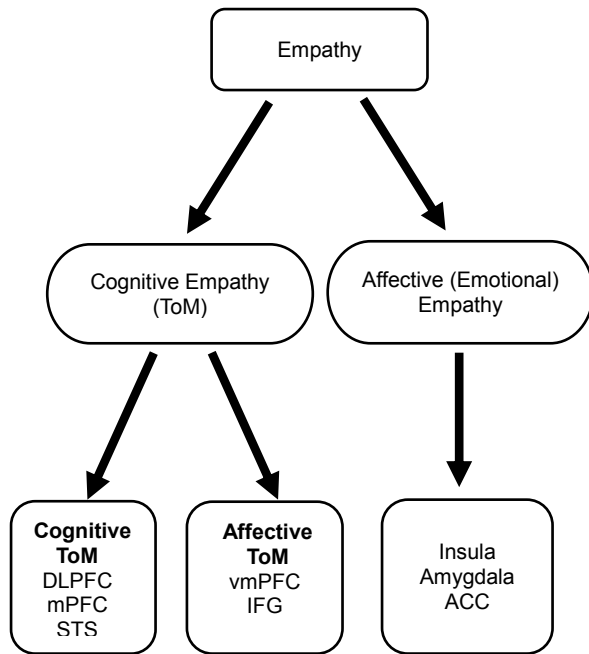 Empathy
Cognitive Empathy
(ToM)
Affective (Emotional)
Empathy
Cognitive
ToM
DLPFC
mPFC
STS
Affective
ToM
vmPFC
IFG
Insula
Amygdala
ACC